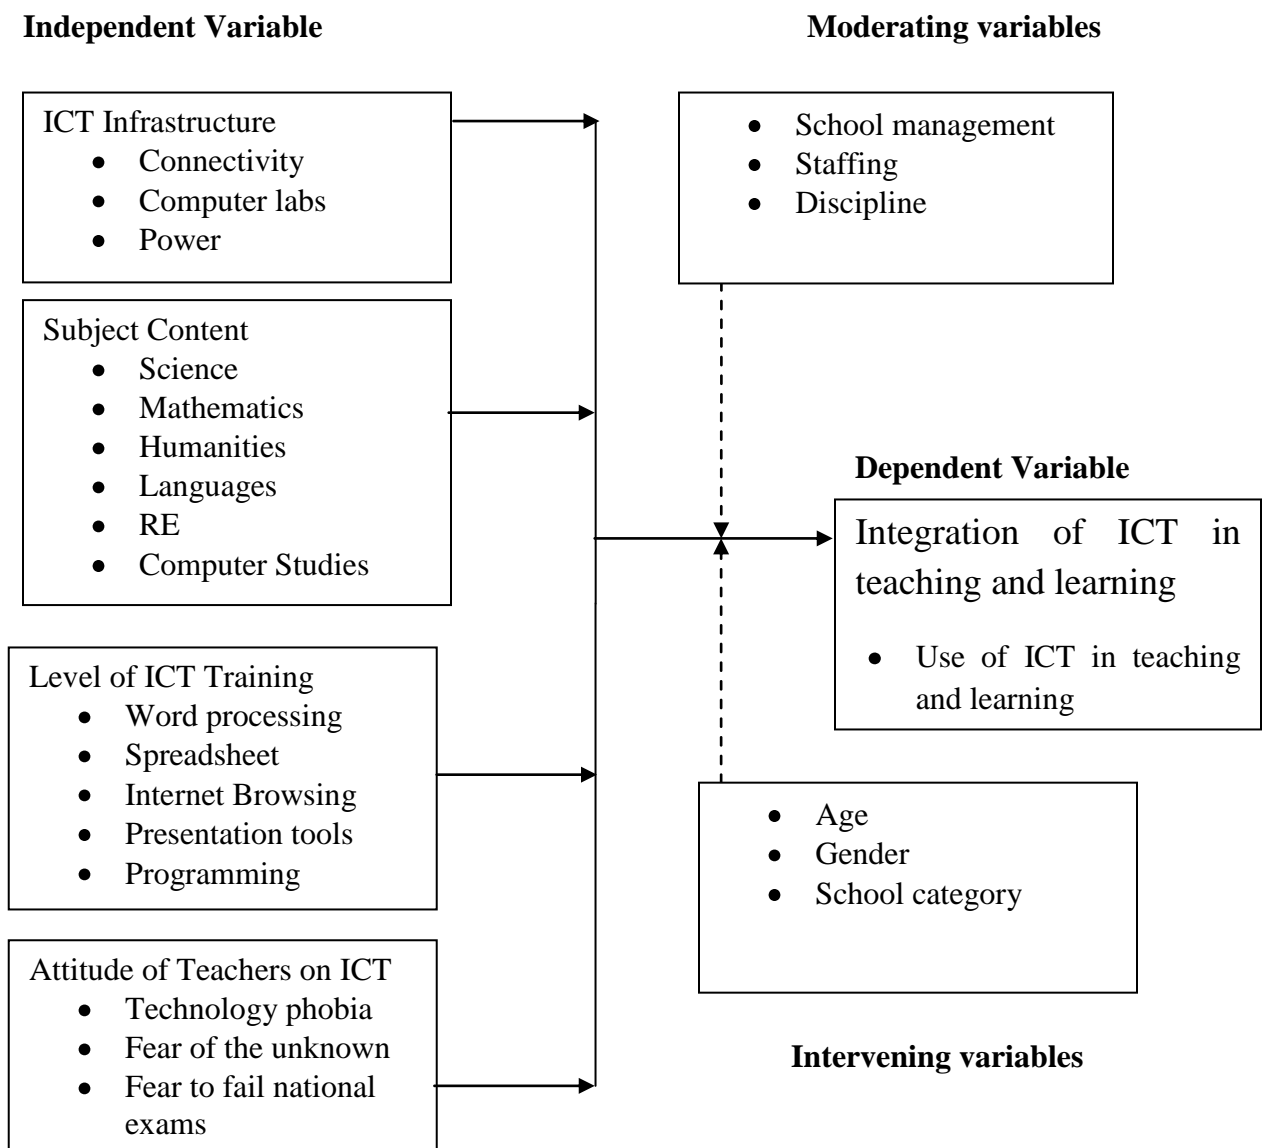 Independent Variable
ICT Infrastructure
● Connectivity
● Computer labs
● Power
Subject Content
● Science
● Mathematics
● Humanities
● Languages
● RE
● Computer Studies
Level of ICT Training
● Word processing
● Spreadsheet
● Internet Browsing
● Presentation tools
● Programming
Attitude of Teachers on ICT
● Technology phobia
● Fear of the unknown
● Fear to fail national
exams
Moderating variables
● School management
● Staffing
● Discipline
Dependent Variable
Integration of ICT in
teaching and learning
● Use of ICT in teaching
and learning
● Age
● Gender
● School category
Intervening variables